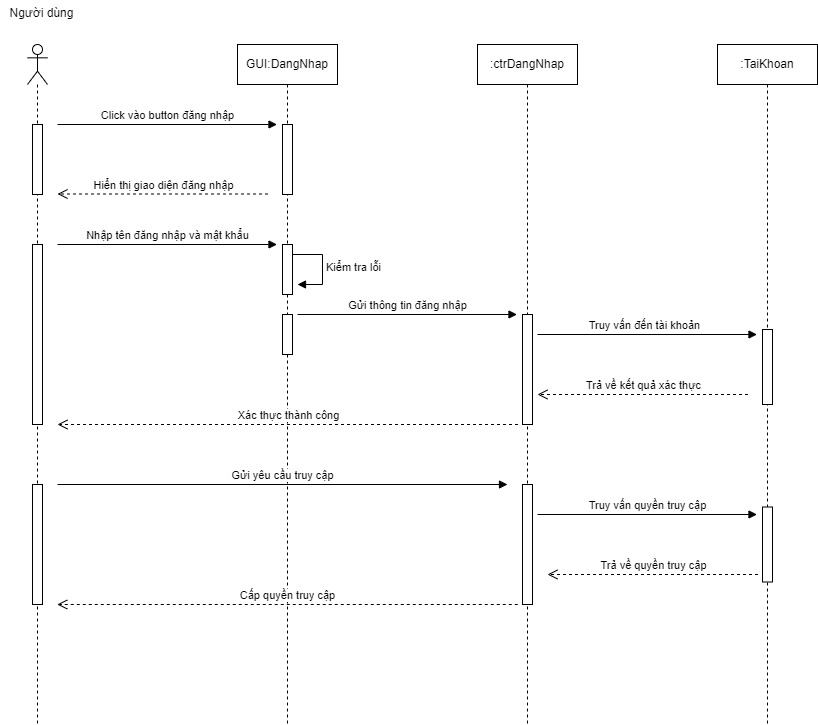 Người dùng
GUI:DangNhap
:ctrDangNhap
:TaiKhoan
Click vào button đăng nhập
Hiển thị giao diện đăng nhập
Nhập tên đăng nhập và mật khẩu
Kiểm tra lỗi
Gửi thông tin đăng nhập
Truy vấn đến tài khoản
Trả về kết quả xác thực
Xác thực thành công
Gửi yêu cầu truy cập
Truy vấn quyền truy cập
Trả về quyền truy cập
Cấp quyền truy cập